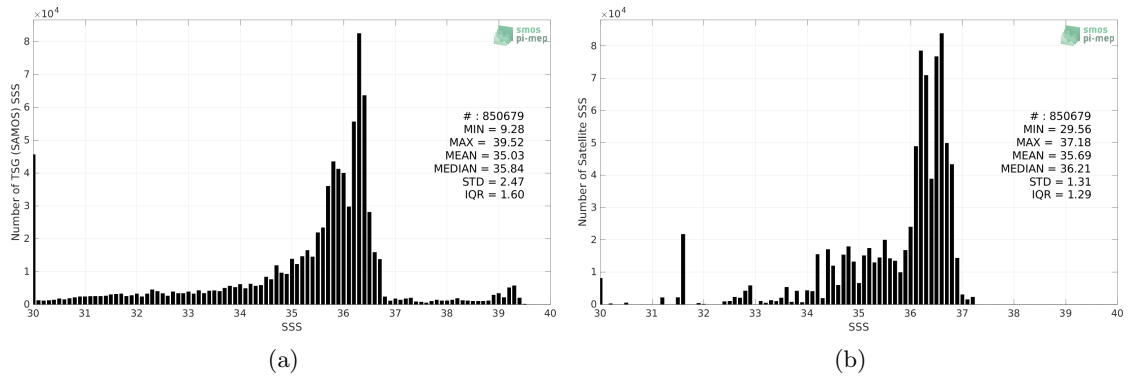 ×10⁴
smos
pi-mep
8
7
6
5
4
3
2
1
0
Number of TSG (SAMOS) SSS
# : 850679
MIN = 9.28
MAX = 39.52
MEAN = 35.03
MEDIAN = 35.84
STD = 2.47
IQR = 1.60
30 31 32 33 34 35 36 37 38 39 40
SSS
(a)
×10⁴
smos
pi-mep
8
7
6
5
4
3
2
1
0
Number of Satellite SSS
# : 850679
MIN = 29.56
MAX = 37.18
MEAN = 35.69
MEDIAN = 36.21
STD = 1.31
IQR = 1.29
30 31 32 33 34 35 36 37 38 39 40
SSS
(b)